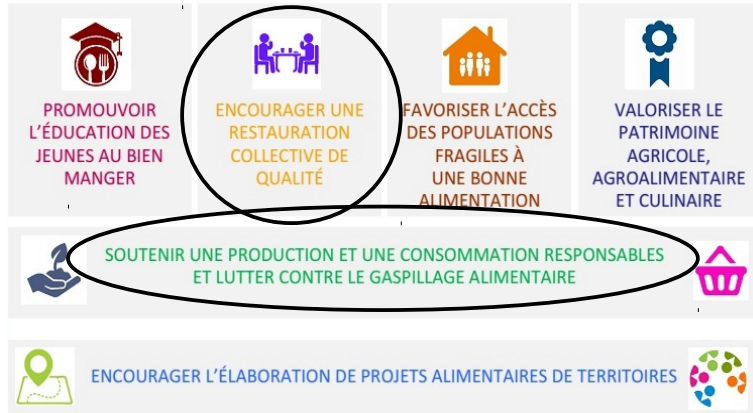 PROMOUVOIR
L'ÉDUCATION DES
JEUNES AU BIEN
MANGER
ENCOURAGER UNE
RESTAURATION
COLLECTIVE DE
QUALITÉ
FAVORISER L'ACCÈS
DES POPULATIONS
FRAGILES À
UNE BONNE
ALIMENTATION
VALORISER LE
PATRIMOINE
AGRICOLE,
AGROALIMENTAIRE
ET CULINAIRE
SOUTENIR UNE PRODUCTION ET UNE CONSOMMATION RESPONSABLES
ET LUTTER CONTRE LE GASPILLAGE ALIMENTAIRE
ENCOURAGER L'ÉLABORATION DE PROJETS ALIMENTAIRES DE TERRITOIRES